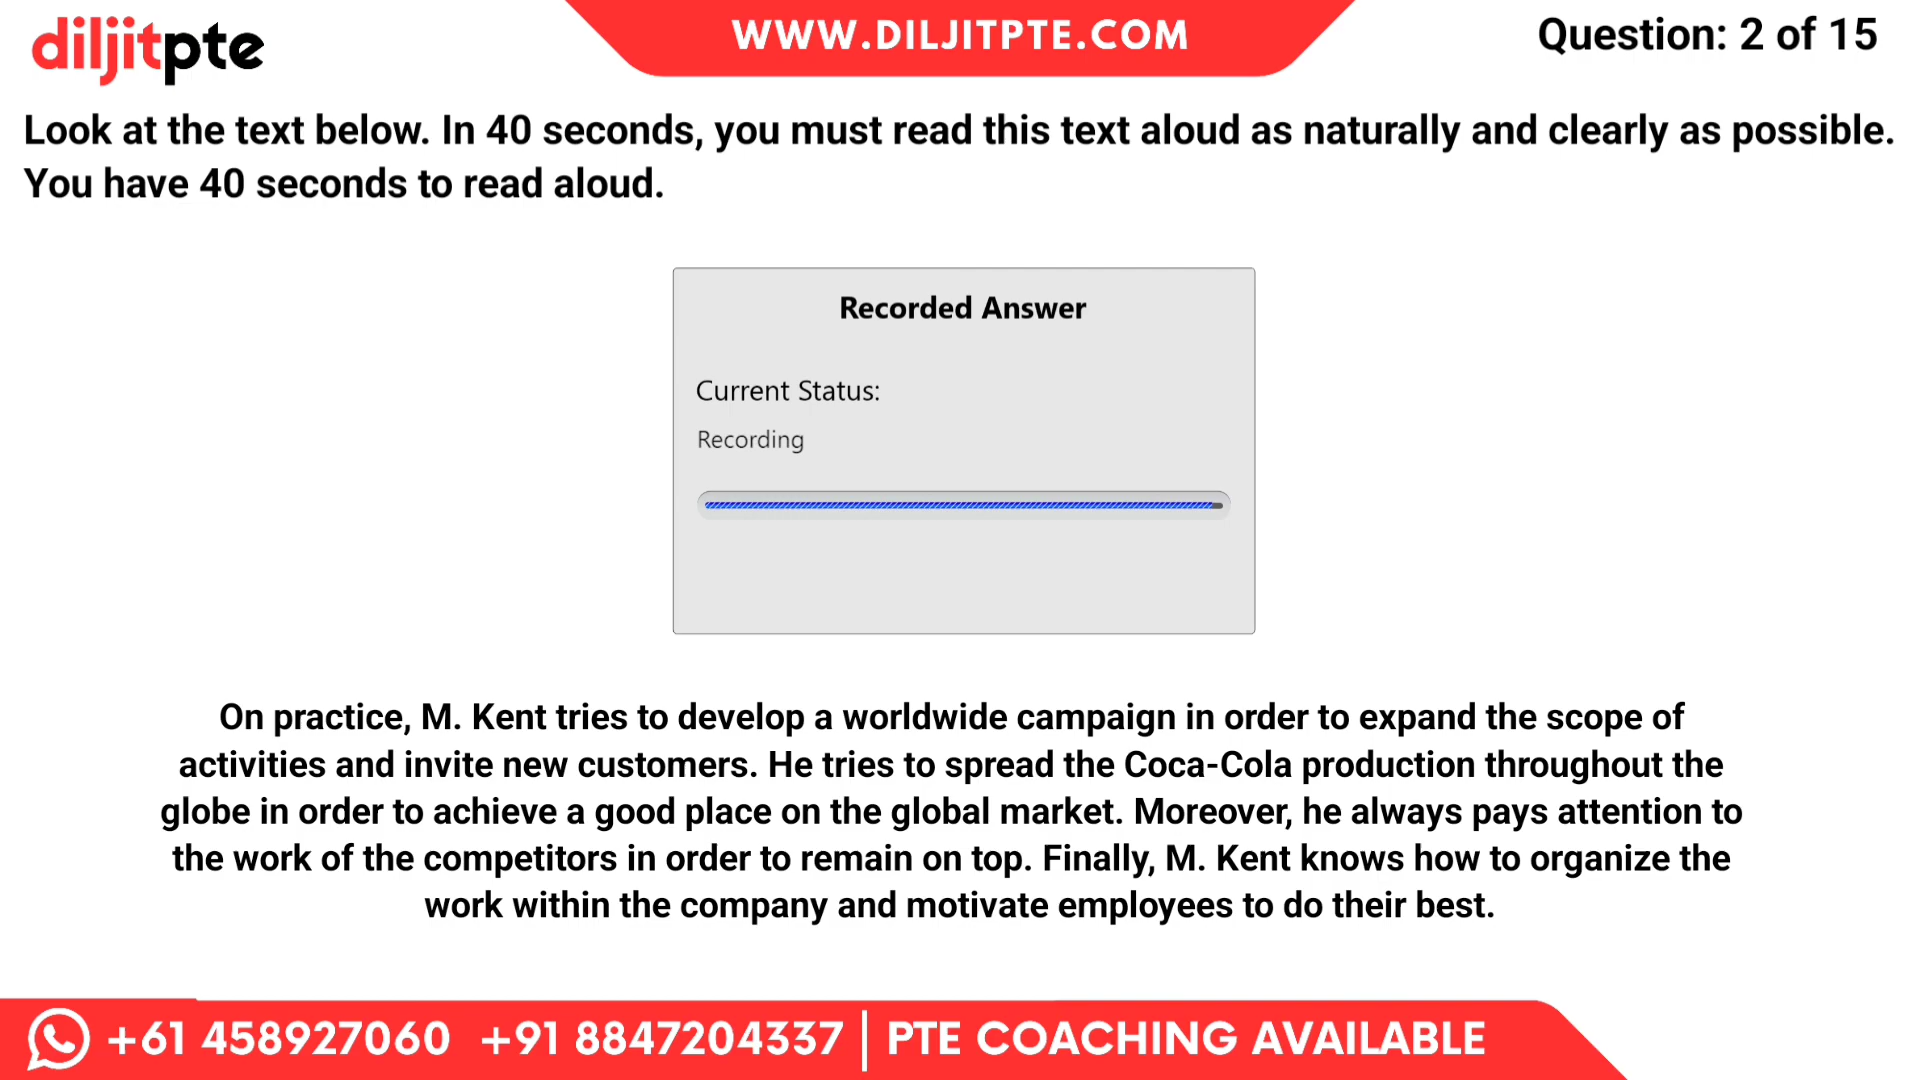 diljitpte
WWW.DILJITPTE.COM
Question: 2 of 15
Look at the text below. In 40 seconds, you must read this text aloud as naturally and clearly as possible.
You have 40 seconds to read aloud.
Recorded Answer
Current Status:
Recording
On practice, M. Kent tries to develop a worldwide campaign in order to expand the scope of
activities and invite new customers. He tries to spread the Coca-Cola production throughout the
globe in order to achieve a good place on the global market. Moreover, he always pays attention to
the work of the competitors in order to remain on top. Finally, M. Kent knows how to organize the
work within the company and motivate employees to do their best.
+61 458927060 +91 8847204337 | PTE COACHING AVAILABLE